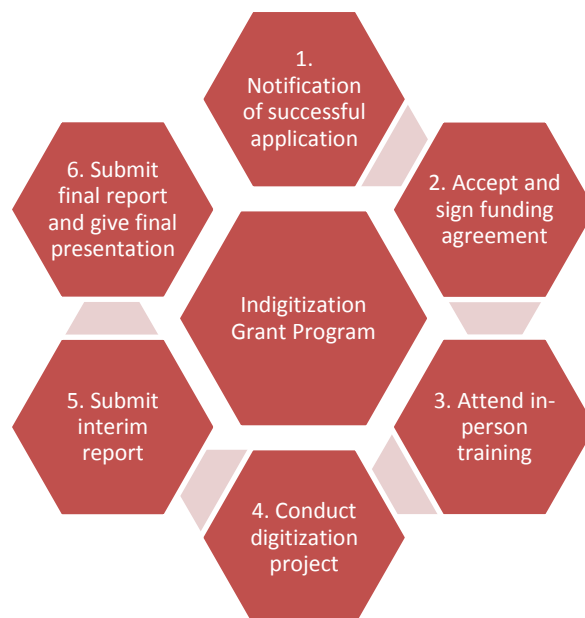 1.
Notification
of successful
application
2. Accept and
sign funding
agreement
3. Attend in-
person
training
4. Conduct
digitization
project
5. Submit
interim
report
6. Submit
final report
and give final
presentation
Indigitization
Grant Program